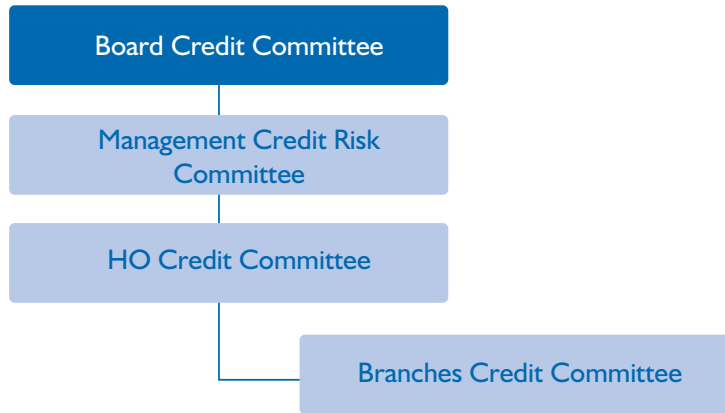 Board Credit Committee
Management Credit Risk
Committee
HO Credit Committee
Branches Credit Committee